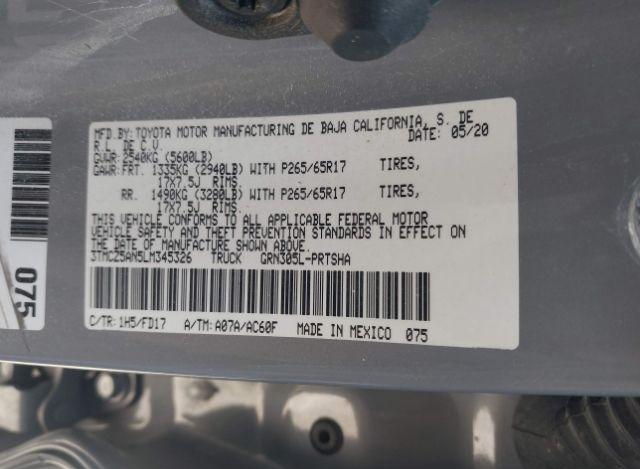 MFD.BY:TOYOTA MOTOR MANUFACTURING DE BAJA CALIFORNIA, S. DE
R.L. DE C.V. DATE: 05/20
GVWR:2540KG (5600LB)
GAWR:FRT. 1335KG (2940LB) WITH P265/65R17 TIRES,
17X7.5J RIMS
RR. 1490KG (3280LB) WITH P265/65R17 TIRES,
17X7.5J RIMS
THIS VEHICLE CONFORMS TO ALL APPLICABLE FEDERAL MOTOR
VEHICLE SAFETY AND THEFT PREVENTION STANDARDS IN EFFECT ON
THE DATE OF MANUFACTURE SHOWN ABOVE.
3TMCZ5AN5LM345326 TRUCK GRN305L-PRTSHA
C/TR:1H5/FD17 A/TM:A07A/AC60F MADE IN MEXICO 075
075